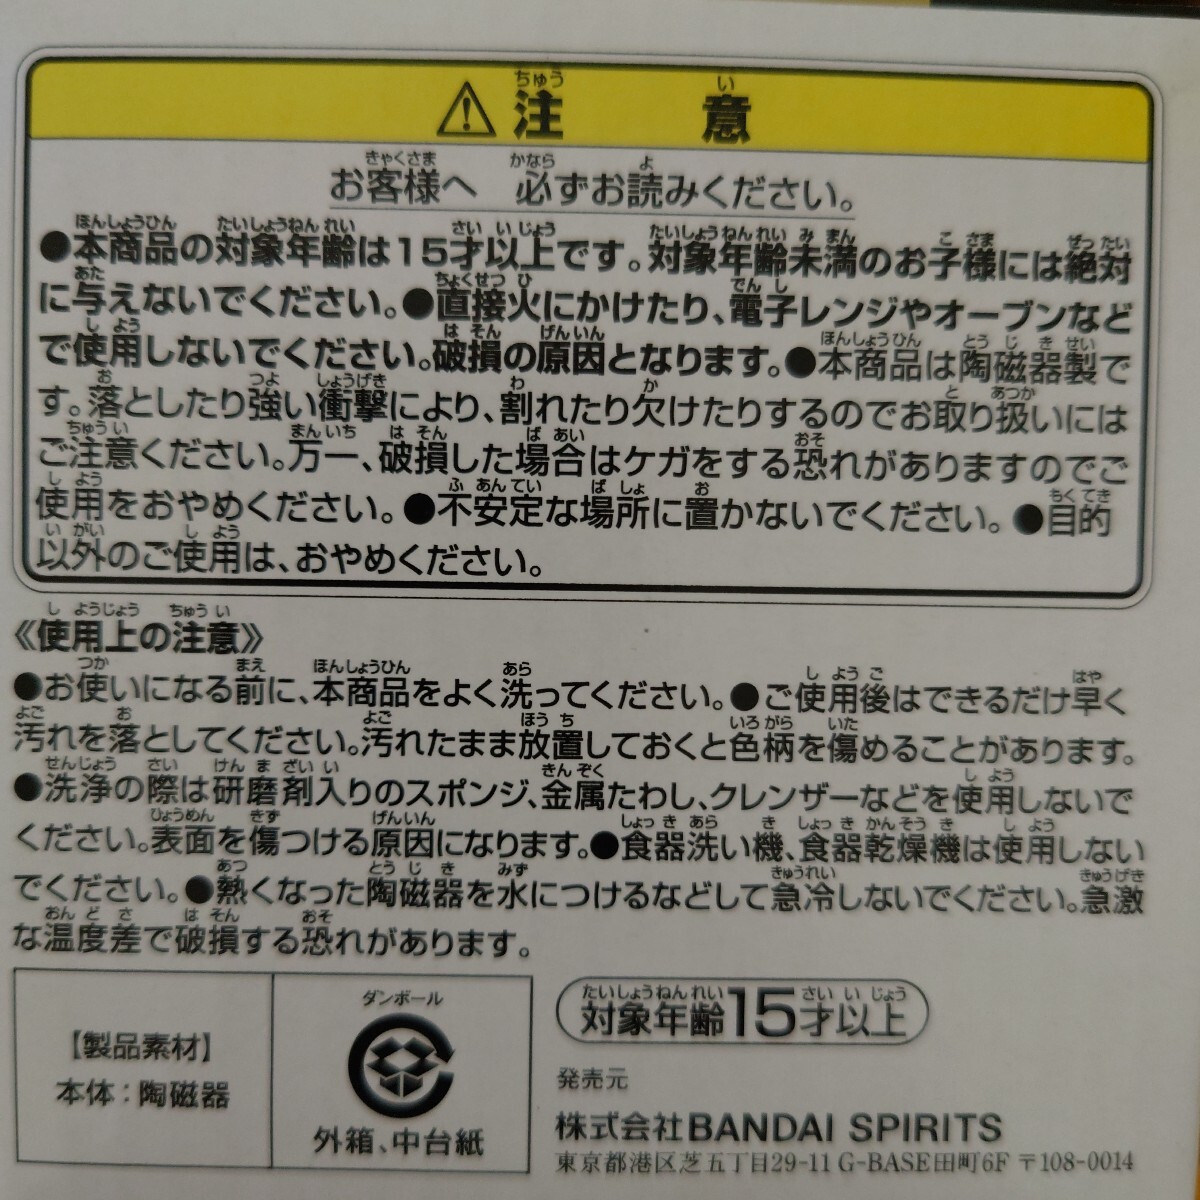 ⚠注意
お客様へ 必ずお読みください。
●本商品の対象年齢は15才以上です。対象年齢未満のお子様には絶対
に与えないでください。●直接火にかけたり、電子レンジやオーブンなど
で使用しないでください。破損の原因となります。●本商品は陶磁器製で
す。落としたり強い衝撃により、割れたり欠けたりするのでお取り扱いには
ご注意ください。万一、破損した場合はケガをする恐れがありますのでご
使用をおやめください。●不安定な場所に置かないでください。●目的
以外のご使用は、おやめください。
《使用上の注意》
●お使いになる前に、本商品をよく洗ってください。●ご使用後はできるだけ早く
汚れを落としてください。汚れたまま放置しておくと色柄を傷めることがあります。
●洗浄の際は研磨剤入りのスポンジ、金属たわし、クレンザーなどを使用しないで
ください。表面を傷つける原因になります。●食器洗い機、食器乾燥機は使用しない
でください。●熱くなった陶磁器を水につけるなどして急冷しないでください。急激
な温度差で破損する恐れがあります。
【製品素材】
本体：陶磁器
ダンボール
外箱、中台紙
対象年齢15才以上
発売元
株式会社BANDAI SPIRITS
東京都港区芝五丁目29-11 G-BASE田町6F 〒108-0014